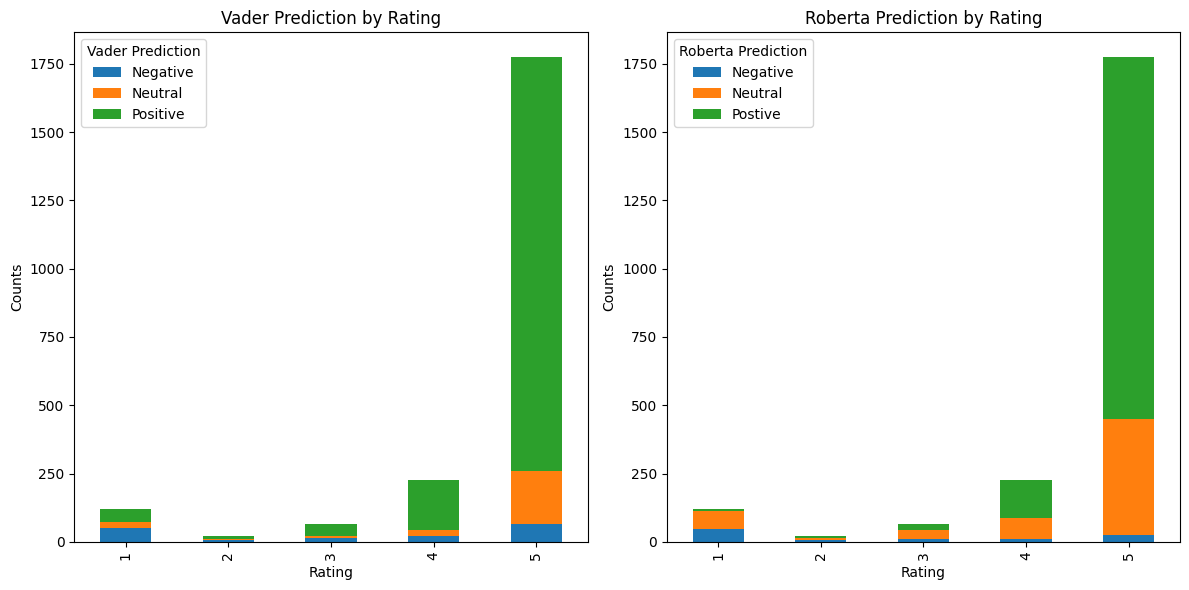 Vader Prediction by Rating
Vader Prediction
Negative
Neutral
Positive
Counts
1750
1500
1250
1000
750
500
250
0
1 2 3 4 5
Rating
Roberta Prediction by Rating
Roberta Prediction
Negative
Neutral
Postive
Counts
1750
1500
1250
1000
750
500
250
0
1 2 3 4 5
Rating